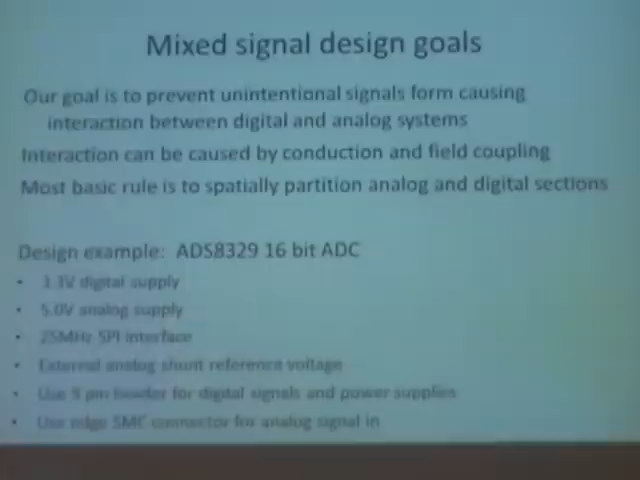 Mixed signal design goals
Our goal is to prevent unintentional signals form causing
interaction between digital and analog systems
Interaction can be caused by conduction and field coupling
Most basic rule is to spatially partition analog and digital sections
Design example: ADS8329 16 bit ADC
• 3.3V digital supply
• 5.0V analog supply
• 25MHz SPI interface
• External analog shunt reference voltage
• Use 9 pin header for digital signals and power supplies
• Use edge SMC connector for analog signal in